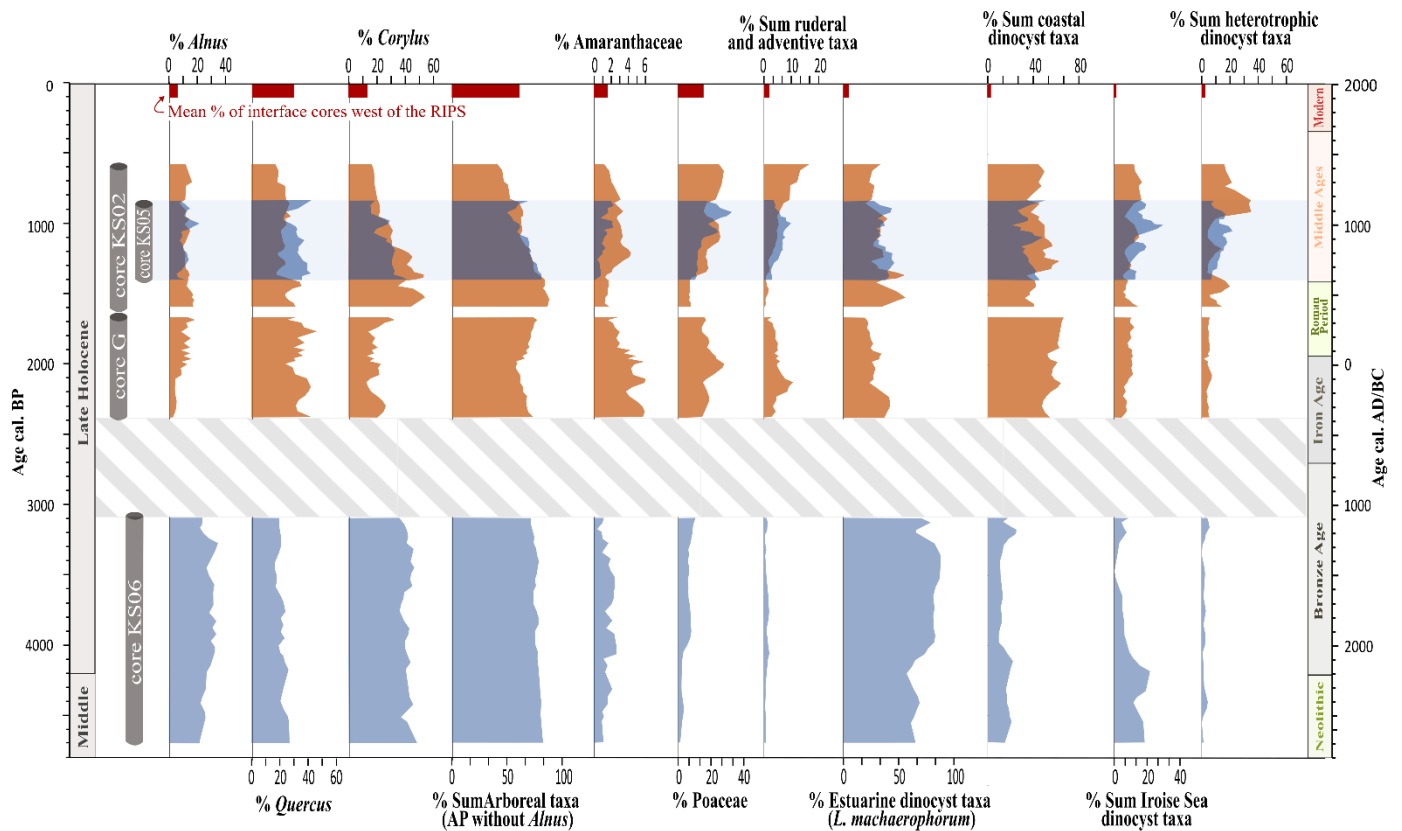 % Sum ruderal
and adventive taxa
% Sum coastal
dinocyst taxa
% Sum heterotrophic
dinocyst taxa
% Alnus
% Corylus
% Amaranthaceae
0 20 40
0 20 40 60
0 2 4 6
0 10 20
0 40 80
0 20 40 60
Mean % of interface cores west of the RIPS
Age cal. BP
0
1000
2000
3000
4000
Late Holocene
Middle
core KS02
core KS05
core G
core KS06
Modern
Middle Ages
Roman
Period
Iron Age
Bronze Age
Neolithic
2000
1000
0
1000
2000
Age cal. AD/BC
0 20 40 60
0 50 100
0 20 40
0 50 100
0 20 40
% Quercus
% SumArboreal taxa
(AP without Alnus)
% Poaceae
% Estuarine dinocyst taxa
(L. machaerophorum)
% Sum Iroise Sea
dinocyst taxa